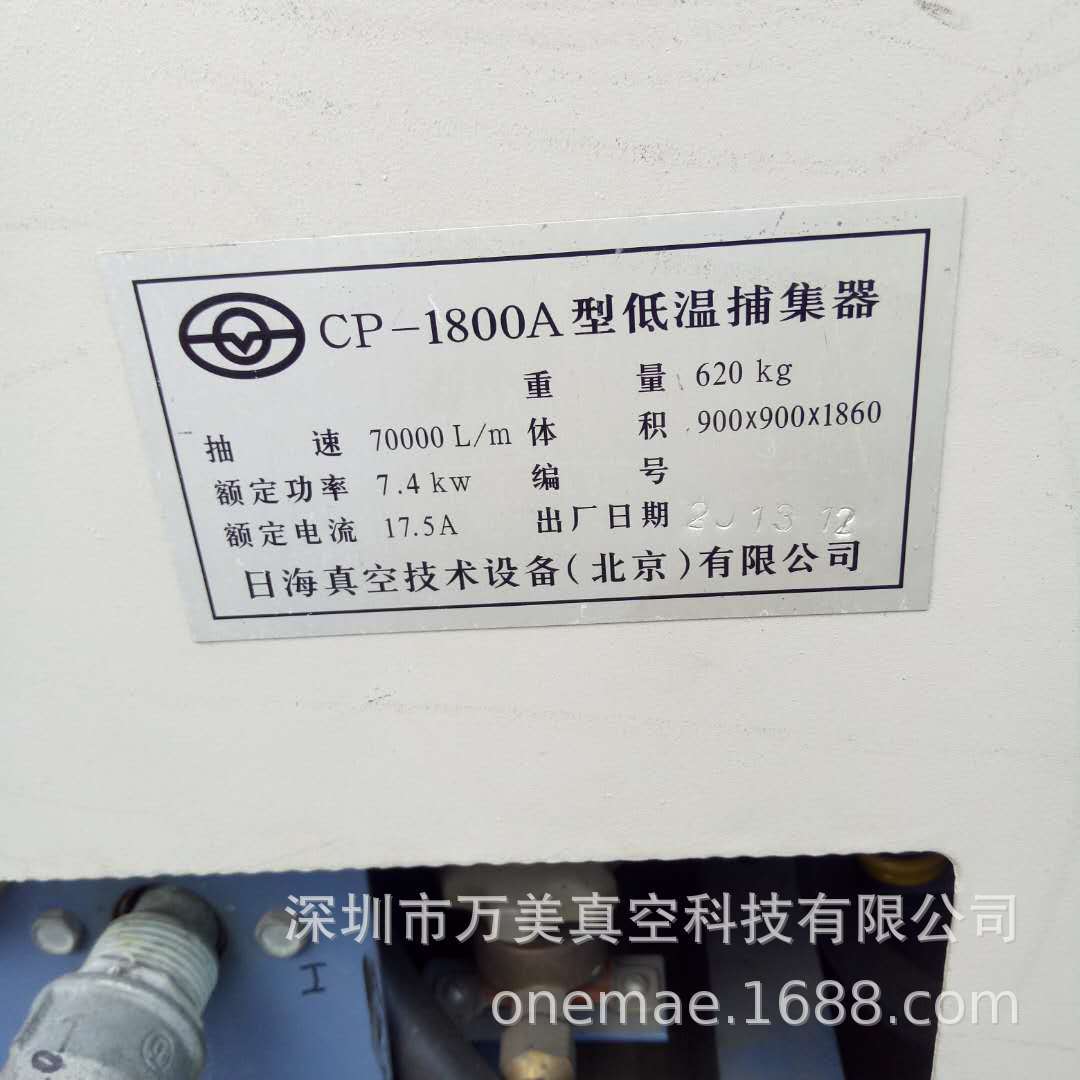 CP-1800A型低温捕集器
重 量 620 kg
抽 速 70000 L/m 体 积 900x900x1860
额定功率 7.4 kw 编 号
额定电流 17.5A 出厂日期 2013 12
日海真空技术设备(北京)有限公司
深圳市万美真空科技有限公司
H
onemae.1688.com